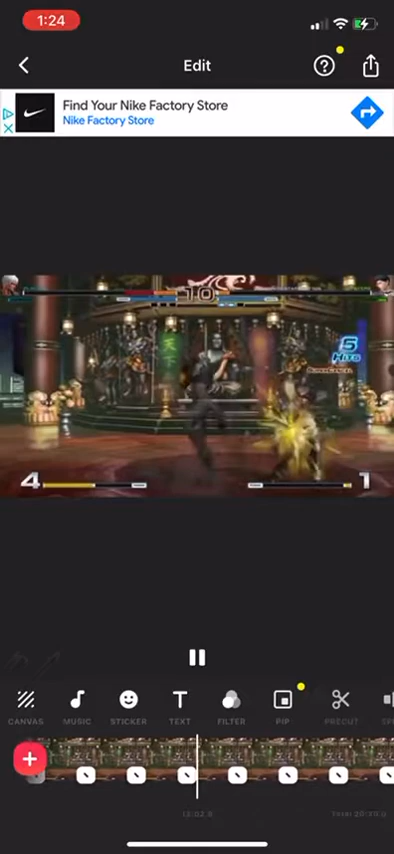 1:24
Edit
Find Your Nike Factory Store
Nike Factory Store
10
5
HITS
4
1
CANVAS
MUSIC
STICKER
TEXT
FILTER
PIP
PRECUT